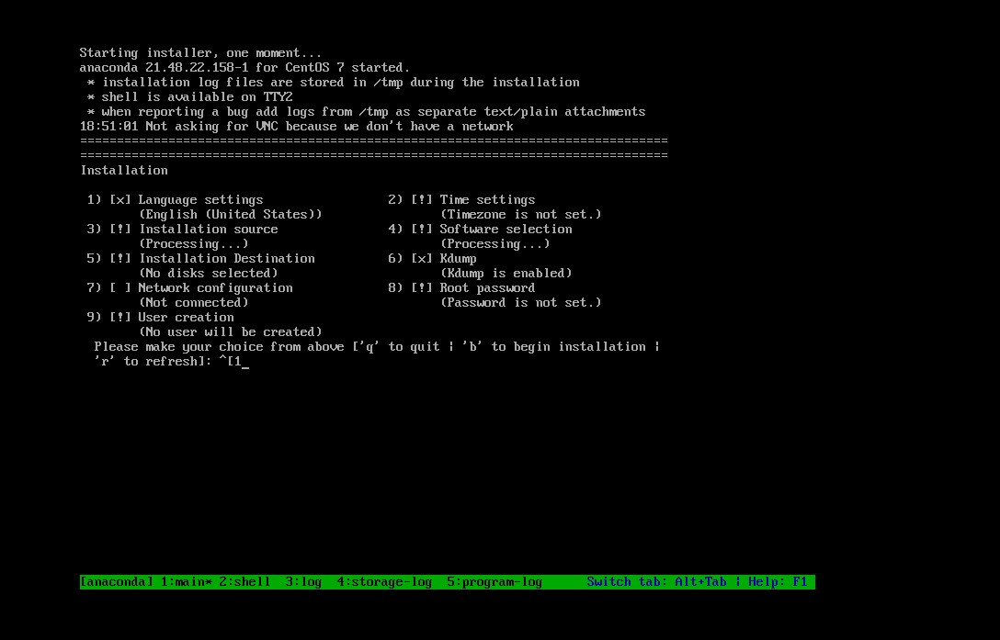 Starting installer, one moment...
anaconda 21.48.22.158-1 for CentOS 7 started.
* installation log files are stored in /tmp during the installation
* shell is available on TTY2
* when reporting a bug add logs from /tmp as separate text/plain attachments
18:51:01 Not asking for VNC because we don't have a network
================================================================================
================================================================================
Installation
1) [x] Language settings 2) [!] Time settings
(English (United States)) (Timezone is not set.)
3) [!] Installation source 4) [!] Software selection
(Processing...) (Processing...)
5) [!] Installation Destination 6) [x] Kdump
(No disks selected) (Kdump is enabled)
7) [ ] Network configuration 8) [!] Root password
(Not connected) (Password is not set.)
9) [!] User creation
(No user will be created)
Please make your choice from above ['q' to quit | 'b' to begin installation |
'r' to refresh]: ^[1_
[anaconda] 1:main* 2:shell 3:log 4:storage-log 5:program-log Switch tab: Alt+Tab | Help: F1